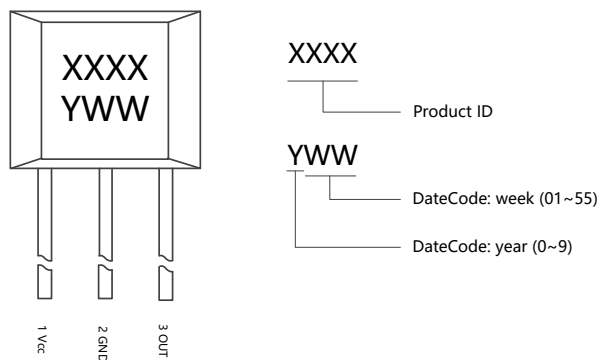 XXXX
YWW
1 Vcc
2 GND
3 OUT
XXXX
Product ID
YWW
DateCode: week (01~55)
DateCode: year (0~9)